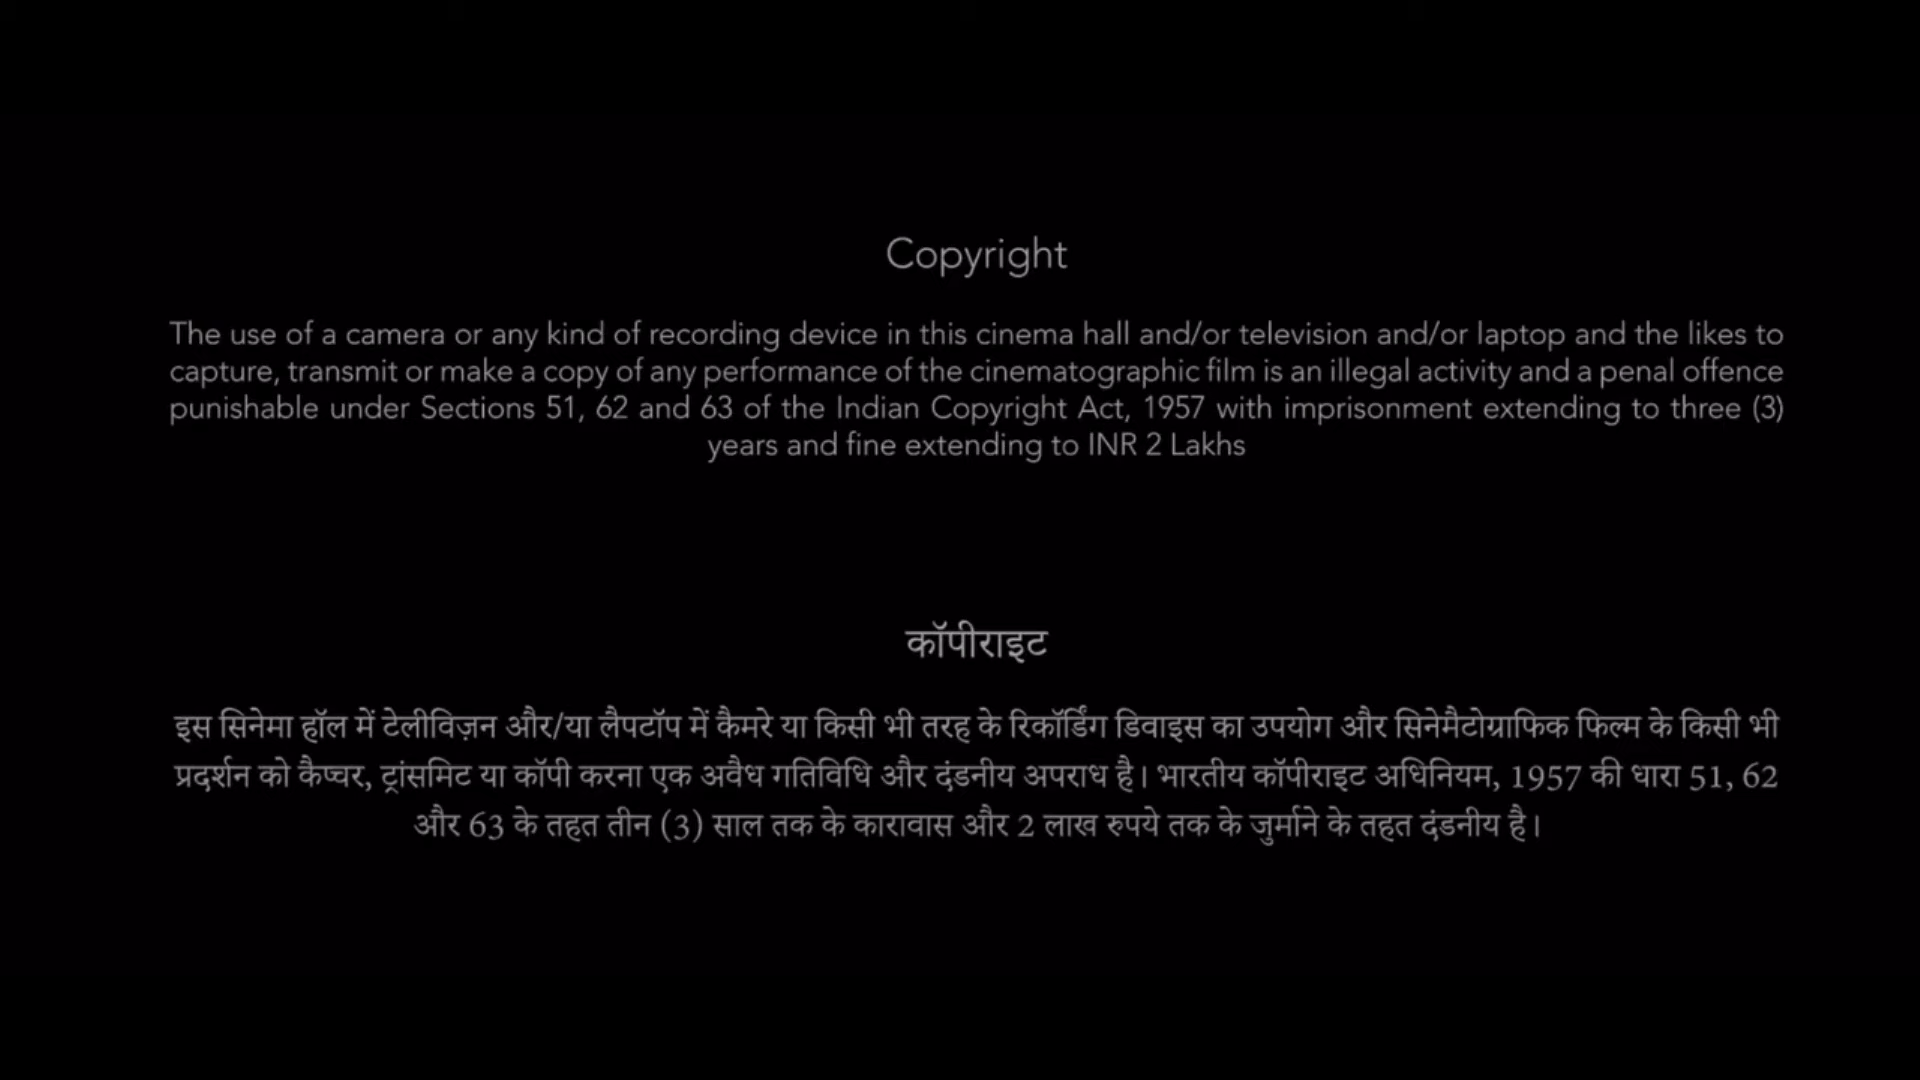 Copyright
The use of a camera or any kind of recording device in this cinema hall and/or television and/or laptop and the likes to
capture, transmit or make a copy of any performance of the cinematographic film is an illegal activity and a penal offence
punishable under Sections 51, 62 and 63 of the Indian Copyright Act, 1957 with imprisonment extending to three (3)
years and fine extending to INR 2 Lakhs
कॉपीराइट
इस सिनेमा हॉल में टेलीविज़न और/या लैपटॉप में कैमरे या किसी भी तरह के रिकॉर्डिंग डिवाइस का उपयोग और सिनेमैटोग्राफिक फिल्म के किसी भी
प्रदर्शन को कैप्चर, ट्रांसमिट या कॉपी करना एक अवैध गतिविधि और दंडनीय अपराध है। भारतीय कॉपीराइट अधिनियम, 1957 की धारा 51, 62
और 63 के तहत तीन (3) साल तक के कारावास और 2 लाख रुपये तक के जुर्माने के तहत दंडनीय है।